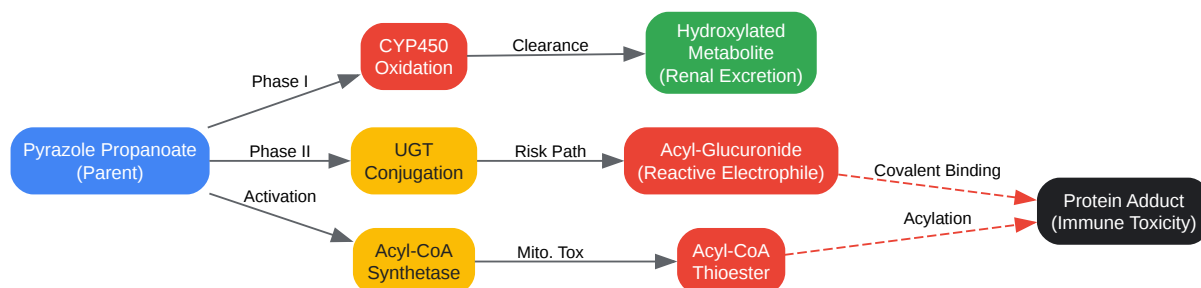 CYP450
Oxidation
Clearance
Hydroxylated
Metabolite
(Renal Excretion)
Phase I
Pyrazole Propanoate
(Parent)
Phase II
UGT
Conjugation
Risk Path
Acyl-Glucuronide
(Reactive Electrophile)
Covalent Binding
Protein Adduct
(Immune Toxicity)
Activation
Acyl-CoA
Synthetase
Mito. Tox
Acyl-CoA
Thioester
Acylation